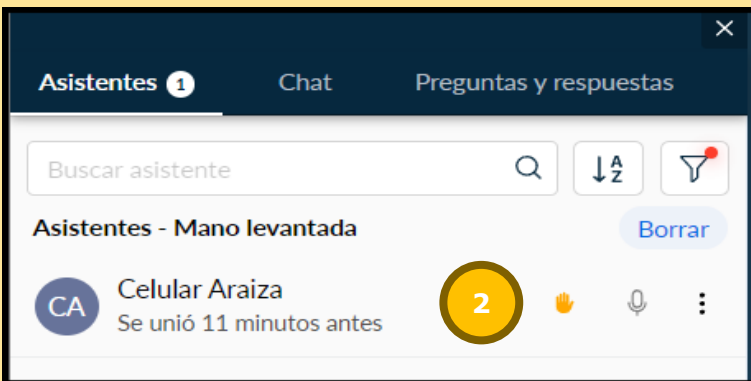 Asistentes 1 Chat Preguntas y respuestas
Buscar asistente
Asistentes - Mano levantada Borrar
CA Celular Araiza
Se unió 11 minutos antes
2